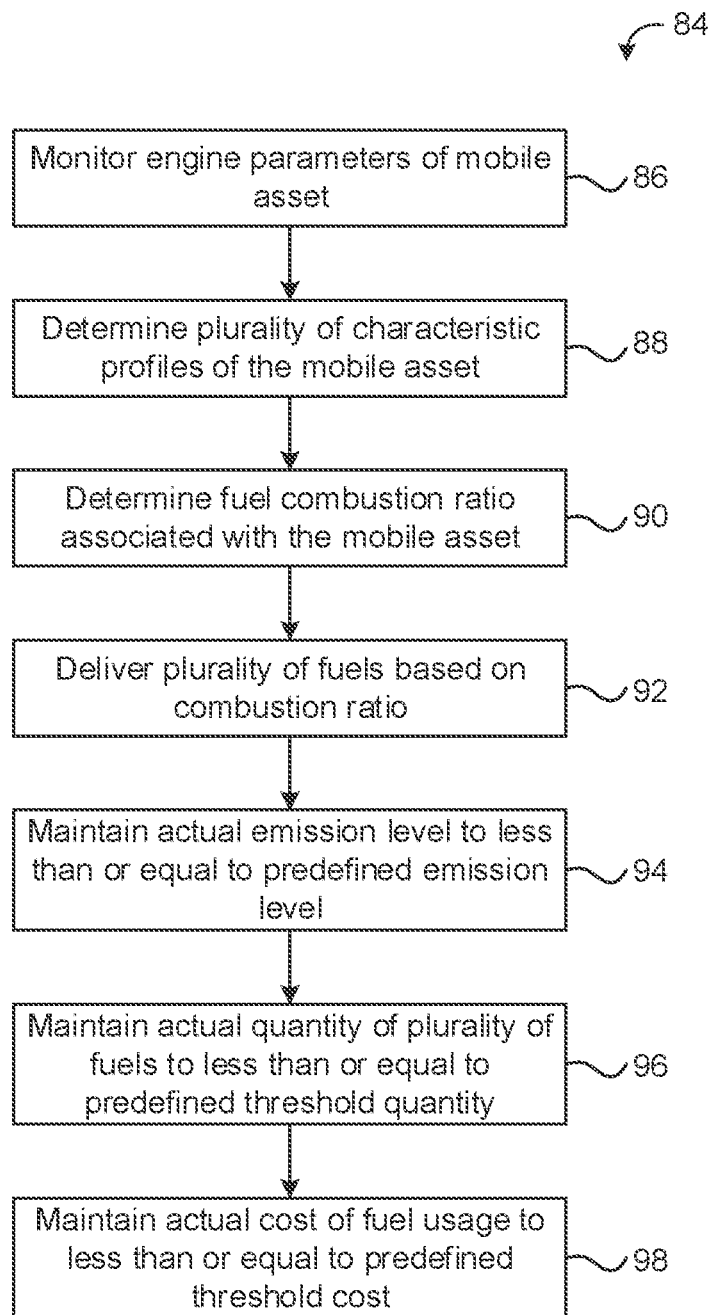 84
Monitor engine parameters of mobile
asset
86
Determine plurality of characteristic
profiles of the mobile asset
88
Determine fuel combustion ratio
associated with the mobile asset
90
Deliver plurality of fuels based on
combustion ratio
92
Maintain actual emission level to less
than or equal to predefined emission
level
94
Maintain actual quantity of plurality of
fuels to less than or equal to
predefined threshold quantity
96
Maintain actual cost of fuel usage to
less than or equal to predefined
threshold cost
98